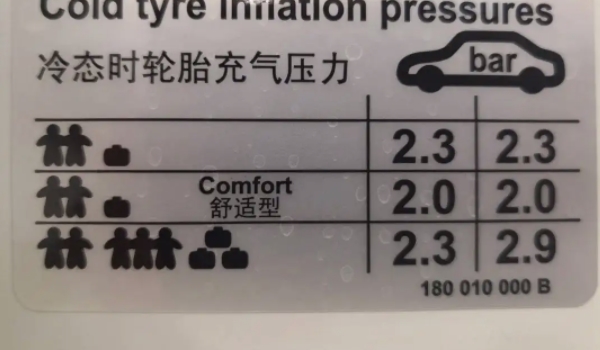 Cold tyre inflation pressures
冷态时轮胎充气压力
bar
2.3 2.3
Comfort
舒适型
2.0 2.0
2.3 2.9
180 010 000 B